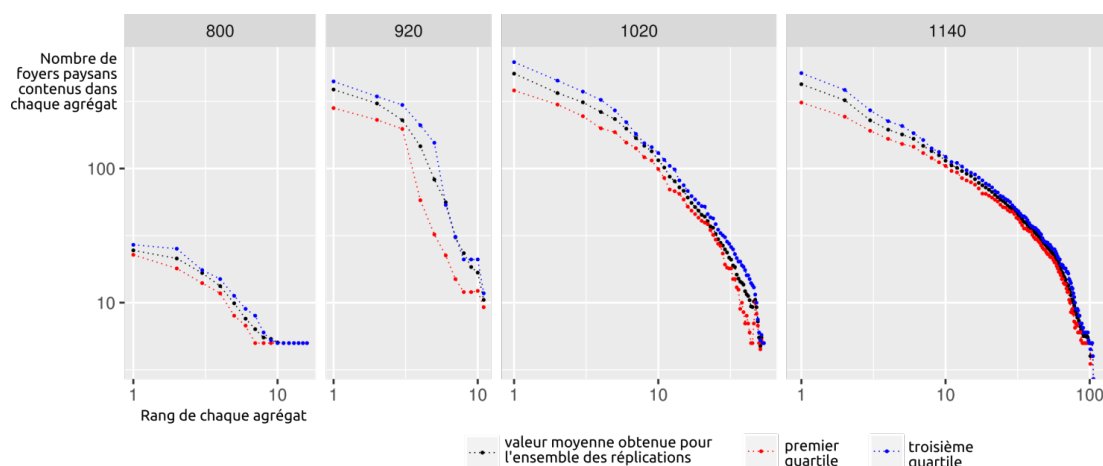 800
920
1020
1140
Nombre de
foyers paysans
contenus dans
chaque agrégat
100
10
1
10
1
10
1
10
1
10
100
Rang de chaque agrégat
valeur moyenne obtenue pour
l'ensemble des réplications
premier
quartile
troisième
quartile